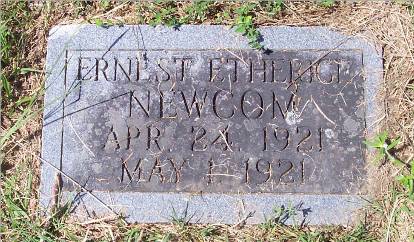 ERNEST ETHERIGE
NEWCOM
APR. 24, 1921
MAY 1, 1921